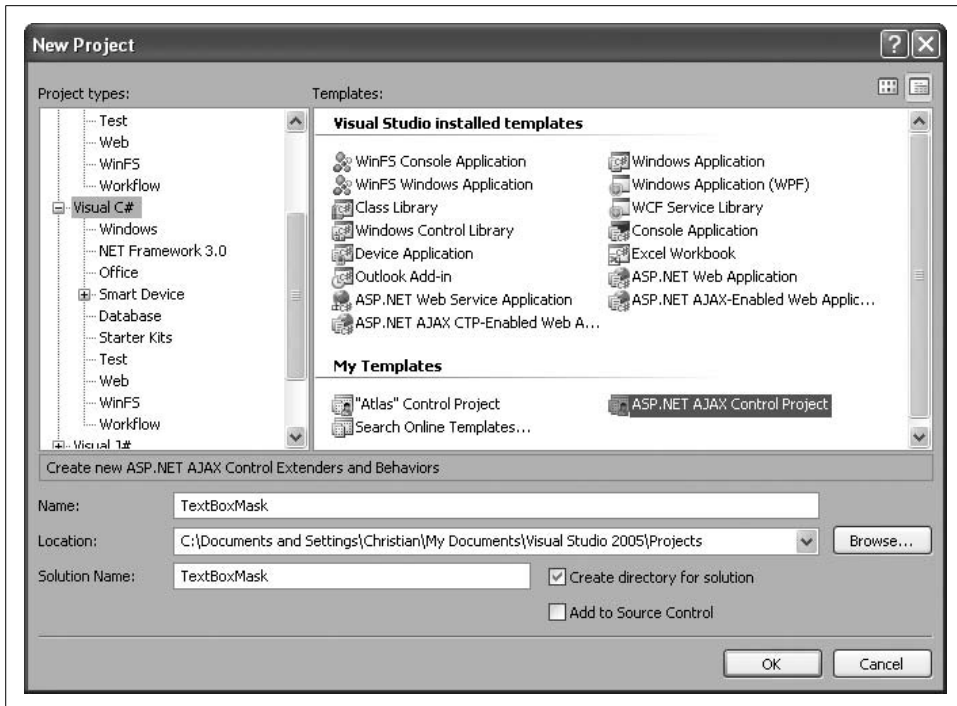 New Project
Project types:
Templates:
Test
Web
WinFS
Workflow
Visual C#
Windows
NET Framework 3.0
Office
Smart Device
Database
Starter Kits
Test
Web
WinFS
Workflow
Visual J#
Visual Studio installed templates
WinFS Console Application
Windows Application
WinFS Windows Application
Windows Application (WPF)
Class Library
WCF Service Library
Windows Control Library
Console Application
Device Application
Excel Workbook
Outlook Add-in
ASP.NET Web Application
ASP.NET Web Service Application
ASP.NET AJAX-Enabled Web Applic...
ASP.NET AJAX CTP-Enabled Web A...
My Templates
"Atlas" Control Project
ASP.NET AJAX Control Project
Search Online Templates...
Create new ASP.NET AJAX Control Extenders and Behaviors
Name:
TextBoxMask
Location:
C:\Documents and Settings\Christian\My Documents\Visual Studio 2005\Projects
Browse...
Solution Name:
TextBoxMask
Create directory for solution
Add to Source Control
OK
Cancel